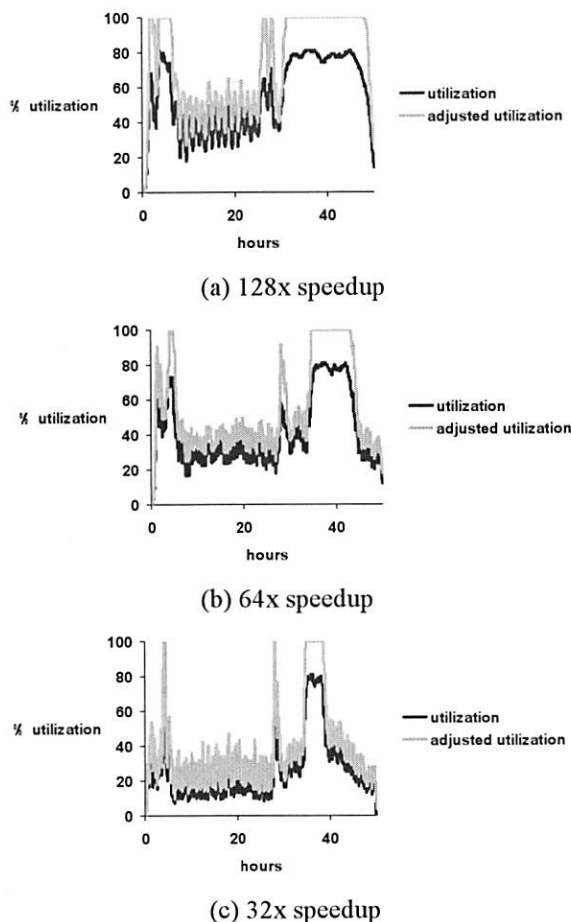 100
80
60
% utilization
40
20
0
0 20 40
hours
utilization
adjusted utilization
(a) 128x speedup
100
80
60
% utilization
40
20
0
0 20 40
hours
utilization
adjusted utilization
(b) 64x speedup
100
80
60
% utilization
40
20
0
0 20 40
hours
utilization
adjusted utilization
(c) 32x speedup